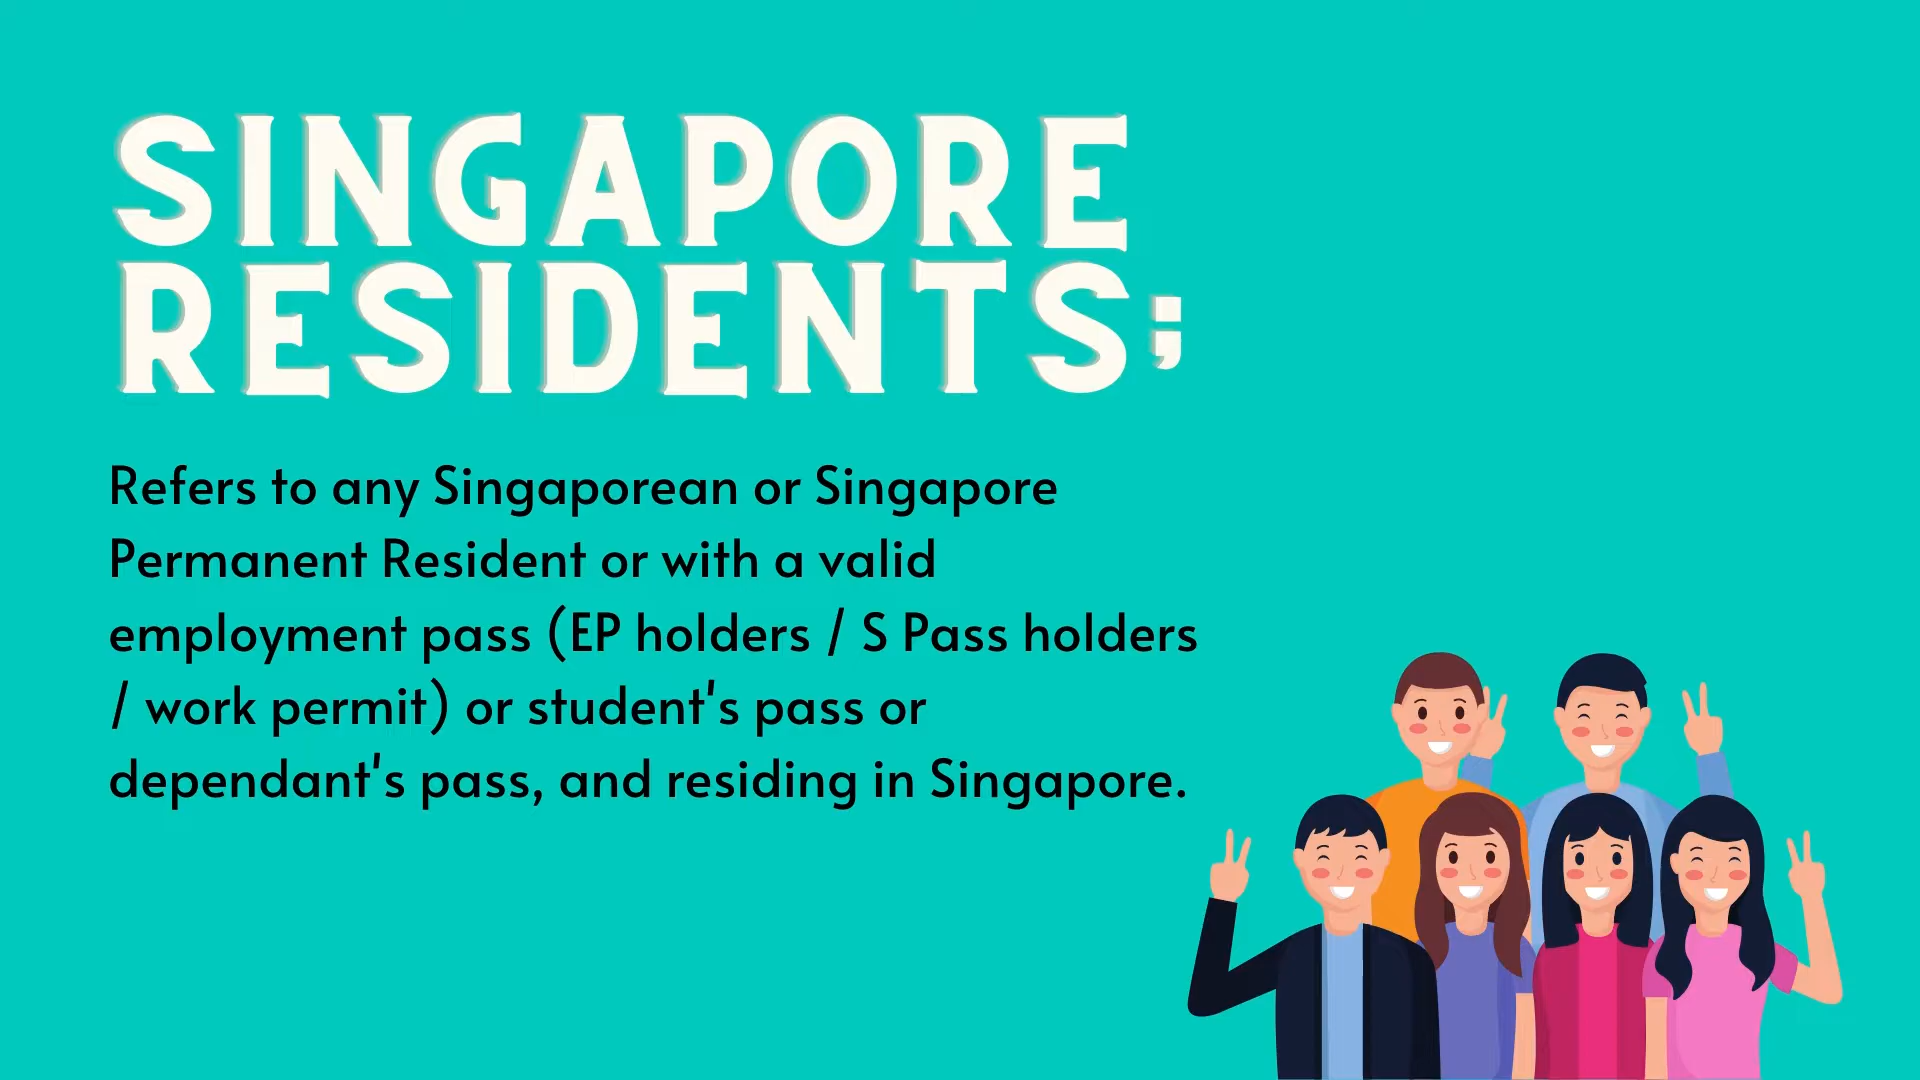 SINGAPORE
RESIDENTS;
Refers to any Singaporean or Singapore
Permanent Resident or with a valid
employment pass (EP holders / S Pass holders
/ work permit) or student's pass or
dependant's pass, and residing in Singapore.